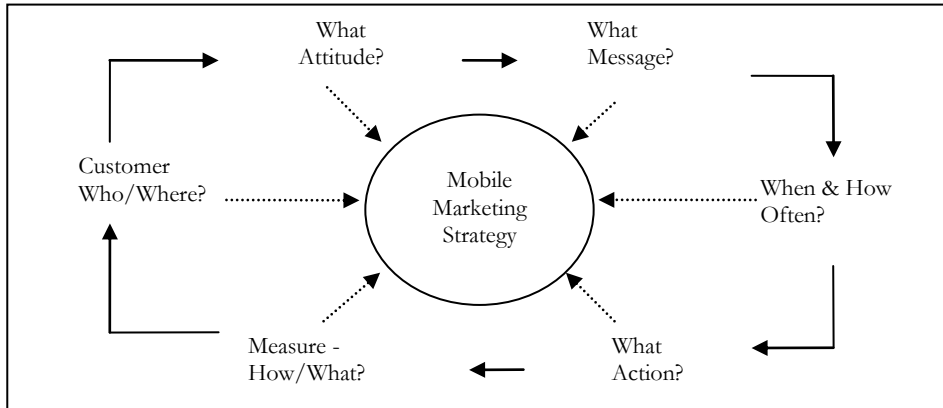 What
Attitude?
What
Message?
Customer
Who/Where?
Mobile
Marketing
Strategy
When & How
Often?
Measure -
How/What?
What
Action?